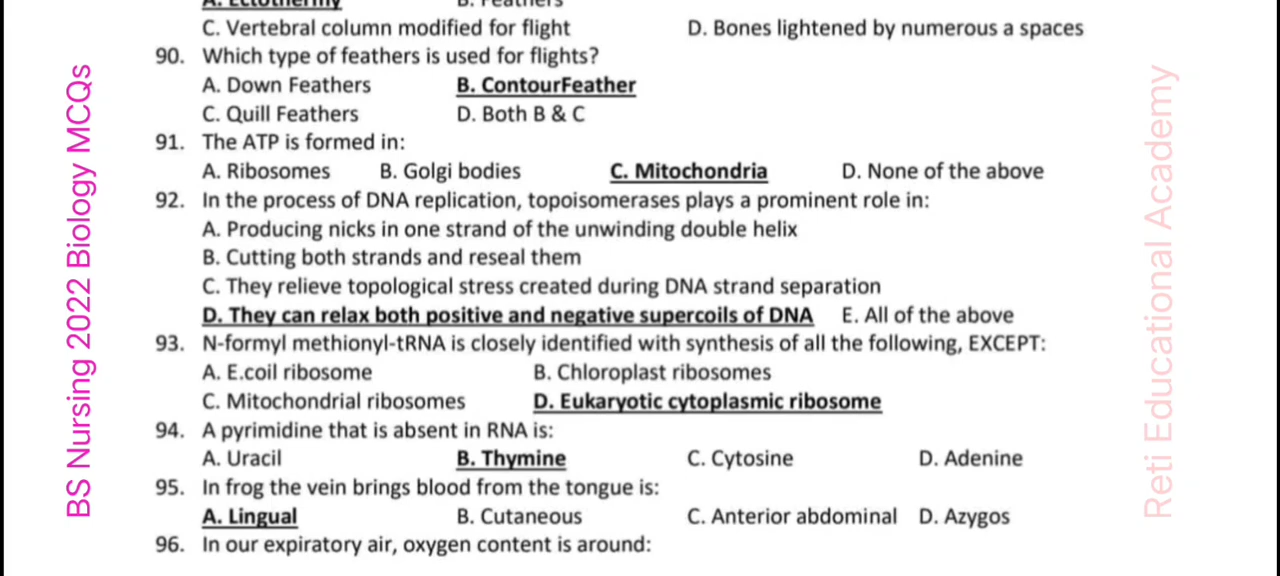 A. Ectothermy B. Feathers
C. Vertebral column modified for flight D. Bones lightened by numerous a spaces
90. Which type of feathers is used for flights?
A. Down Feathers B. ContourFeather
C. Quill Feathers D. Both B & C
91. The ATP is formed in:
A. Ribosomes B. Golgi bodies C. Mitochondria D. None of the above
92. In the process of DNA replication, topoisomerases plays a prominent role in:
A. Producing nicks in one strand of the unwinding double helix
B. Cutting both strands and reseal them
C. They relieve topological stress created during DNA strand separation
D. They can relax both positive and negative supercoils of DNA E. All of the above
93. N-formyl methionyl-tRNA is closely identified with synthesis of all the following, EXCEPT:
A. E.coil ribosome B. Chloroplast ribosomes
C. Mitochondrial ribosomes D. Eukaryotic cytoplasmic ribosome
94. A pyrimidine that is absent in RNA is:
A. Uracil B. Thymine C. Cytosine D. Adenine
95. In frog the vein brings blood from the tongue is:
A. Lingual B. Cutaneous C. Anterior abdominal D. Azygos
96. In our expiratory air, oxygen content is around:
BS Nursing 2022 Biology MCQs
Reti Educational Academy